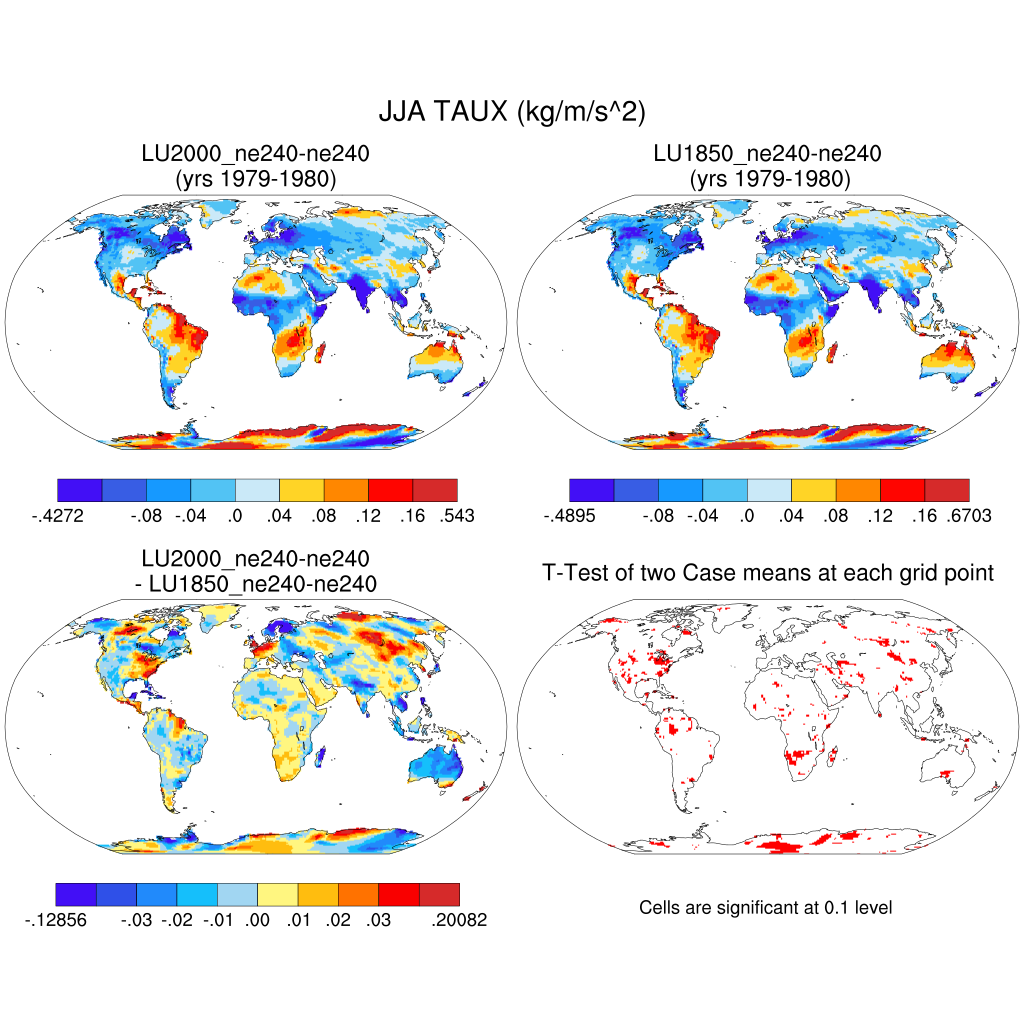 JJA TAUX (kg/m/s^2)
LU2000_ne240-ne240
(yrs 1979-1980)
LU1850_ne240-ne240
(yrs 1979-1980)
-.4272 -.08 -.04 .0 .04 .08 .12 .16 .543
-.4895 -.08 -.04 .0 .04 .08 .12 .16 .6703
LU2000_ne240-ne240
- LU1850_ne240-ne240
T-Test of two Case means at each grid point
-.12856 -.03 -.02 -.01 .00 .01 .02 .03 .20082
Cells are significant at 0.1 level